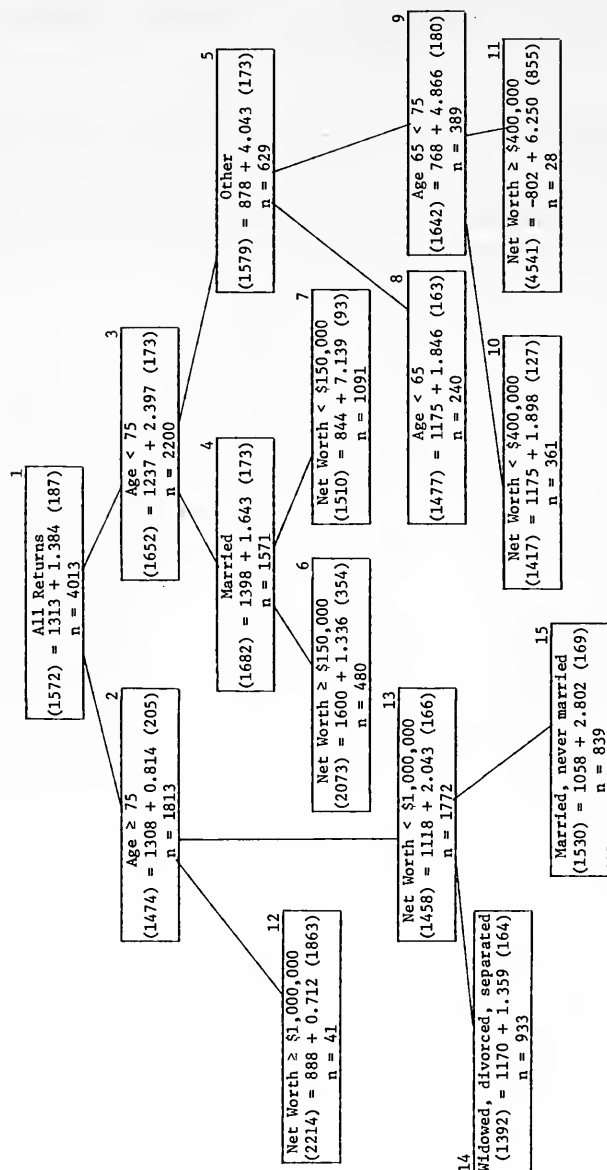 1
All Returns
(1572) = 1313 + 1.384 (187)
n = 4013
2
Age ≥ 75
(1474) = 1308 + 0.814 (205)
n = 1813
3
Age < 75
(1652) = 1237 + 2.397 (173)
n = 2200
4
Married
(1682) = 1398 + 1.643 (173)
n = 1571
5
Other
(1579) = 878 + 4.043 (173)
n = 629
6
Net Worth ≥ $150,000
(2073) = 1600 + 1.336 (354)
n = 480
7
Net Worth < $150,000
(1510) = 844 + 7.139 (93)
n = 1091
8
Age < 65
(1477) = 1175 + 1.846 (163)
n = 240
9
Age 65 < 75
(1642) = 768 + 4.866 (180)
n = 389
10
Net Worth < $400,000
(1417) = 1175 + 1.898 (127)
n = 361
11
Net Worth ≥ $400,000
(4541) = -802 + 6.250 (855)
n = 28
12
Net Worth ≥ $1,000,000
(2214) = 888 + 0.712 (1863)
n = 41
13
Net Worth < $1,000,000
(1458) = 1118 + 2.043 (166)
n = 1772
14
Widowed, divorced, separated
(1392) = 1170 + 1.359 (164)
n = 933
15
Married, never married
(1530) = 1058 + 2.802 (169)
n = 839